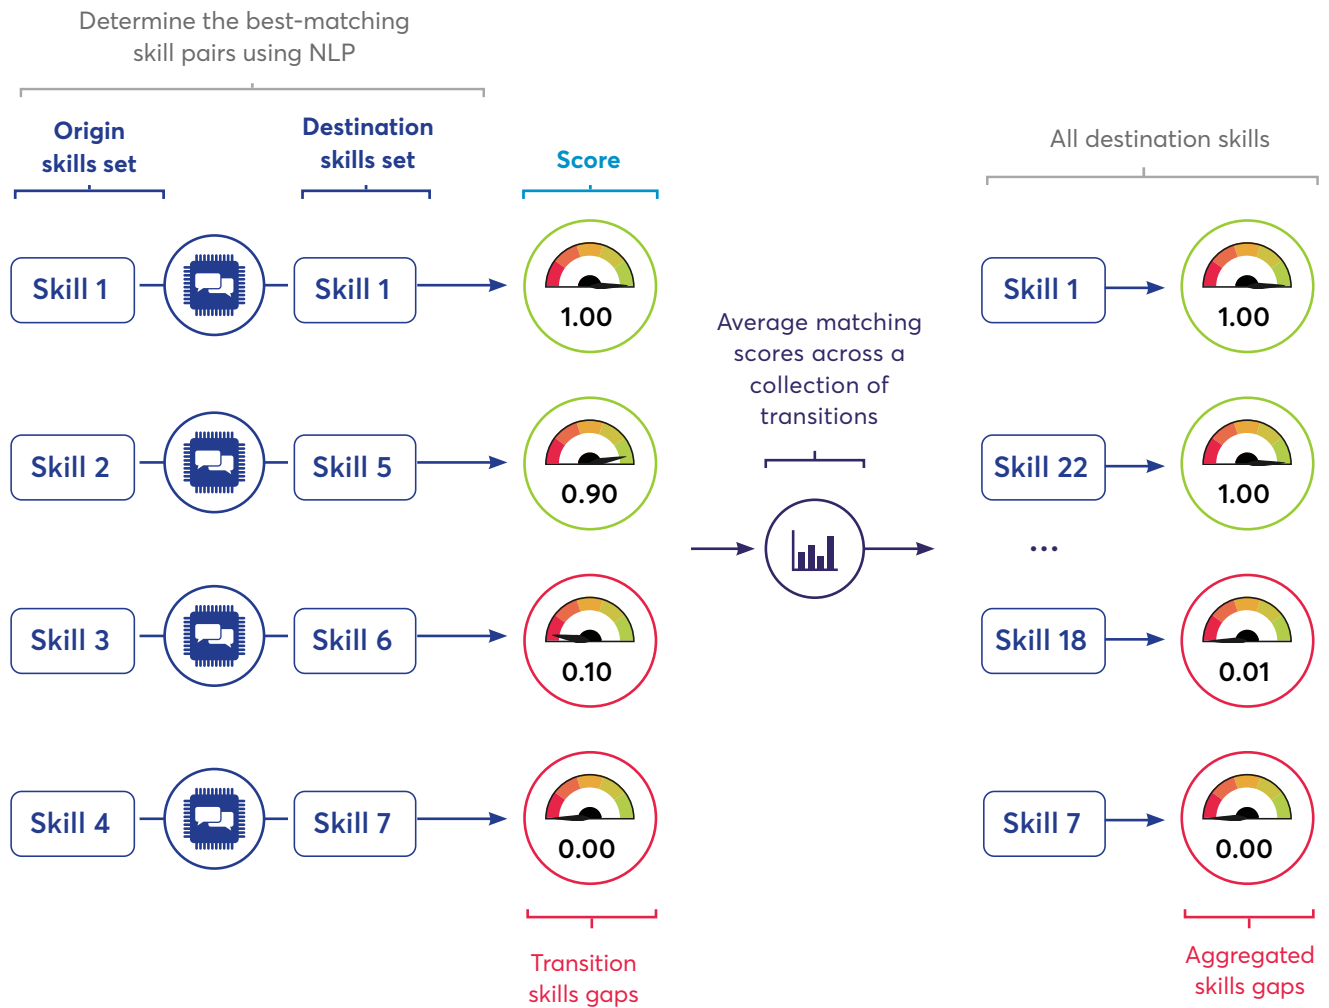 Determine the best-matching
skill pairs using NLP
Origin
skills set
Destination
skills set
Score
Skill 1
Skill 1
1.00
Skill 2
Skill 5
0.90
Skill 3
Skill 6
0.10
Skill 4
Skill 7
0.00
Transition
skills gaps
Average matching
scores across a
collection of
transitions
All destination skills
Skill 1
1.00
Skill 22
1.00
...
Skill 18
0.01
Skill 7
0.00
Aggregated
skills gaps